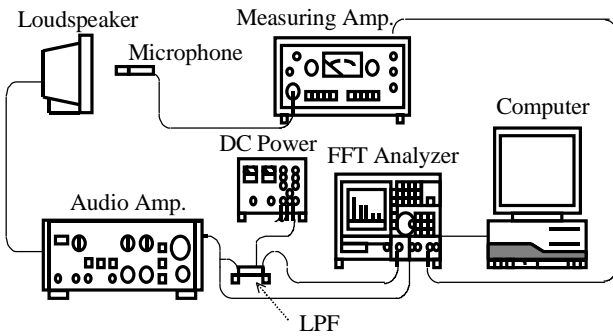 Loudspeaker
Measuring Amp.
Microphone
Computer
DC Power
FFT Analyzer
Audio Amp.
LPF